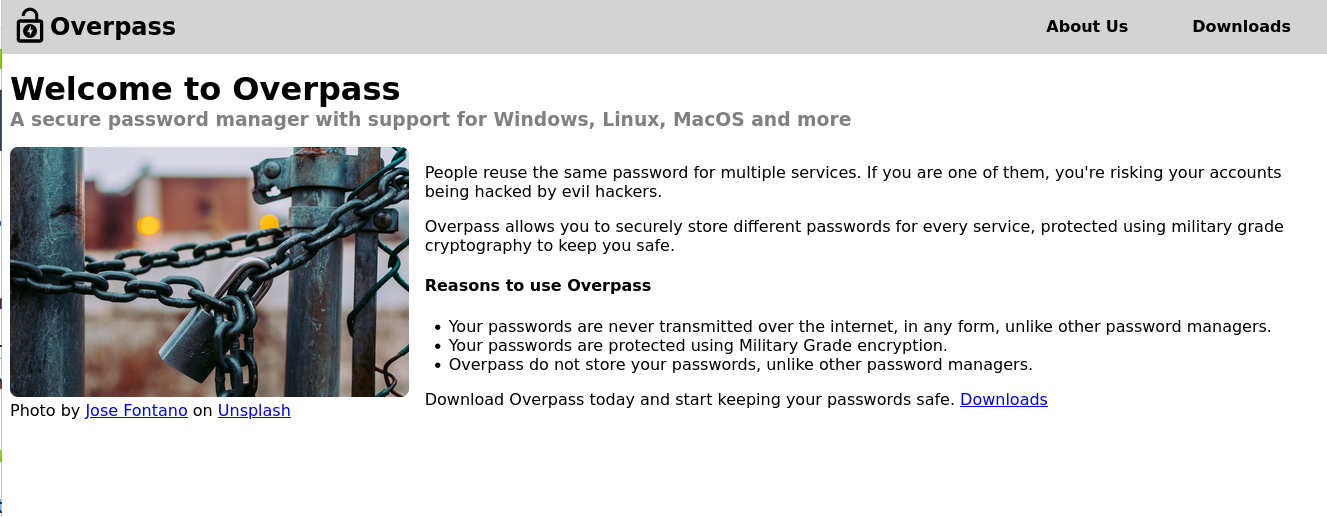 Overpass
About Us
Downloads
Welcome to Overpass
A secure password manager with support for Windows, Linux, MacOS and more
People reuse the same password for multiple services. If you are one of them, you're risking your accounts
being hacked by evil hackers.
Overpass allows you to securely store different passwords for every service, protected using military grade
cryptography to keep you safe.
Reasons to use Overpass
• Your passwords are never transmitted over the internet, in any form, unlike other password managers.
• Your passwords are protected using Military Grade encryption.
• Overpass do not store your passwords, unlike other password managers.
Download Overpass today and start keeping your passwords safe. Downloads
Photo by Jose Fontano on Unsplash